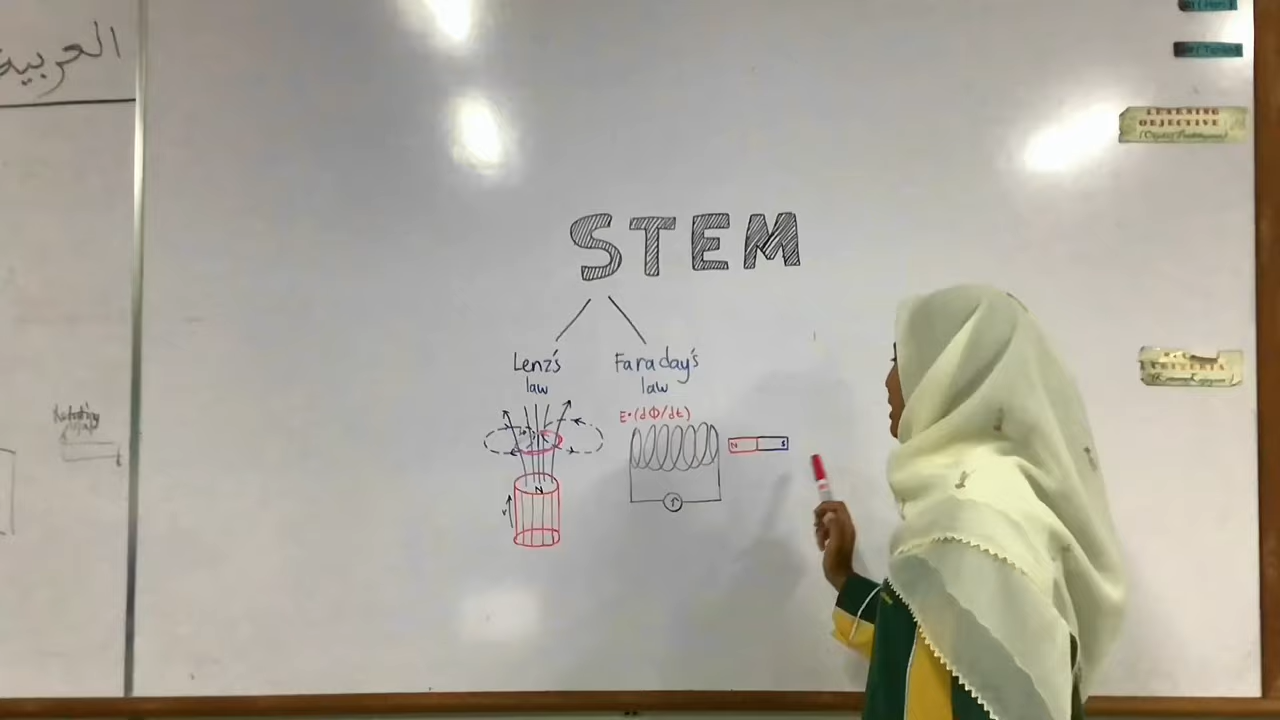 العربية
STEM
Lenz's
law
Faraday's
law
E•(dΦ/dt)
N
S
N
v
LEARNING
OBJECTIVE